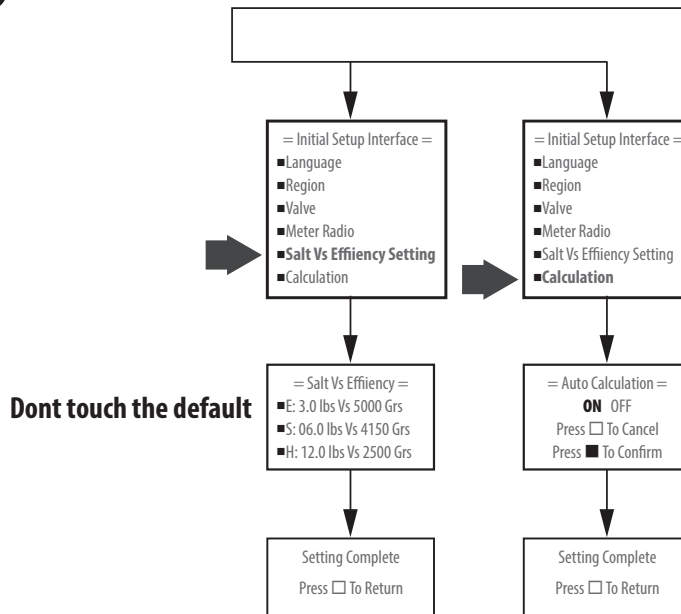 = Initial Setup Interface =
■Language
■Region
■Valve
■Meter Radio
■Salt Vs Effiiency Setting
■Calculation
= Initial Setup Interface =
■Language
■Region
■Valve
■Meter Radio
■Salt Vs Effiiency Setting
■Calculation
Dont touch the default
= Salt Vs Effiiency =
■E: 3.0 lbs Vs 5000 Grs
■S: 06.0 lbs Vs 4150 Grs
■H: 12.0 lbs Vs 2500 Grs
= Auto Calculation =
ON OFF
Press □ To Cancel
Press ■ To Confirm
Setting Complete
Press □ To Return
Setting Complete
Press □ To Return